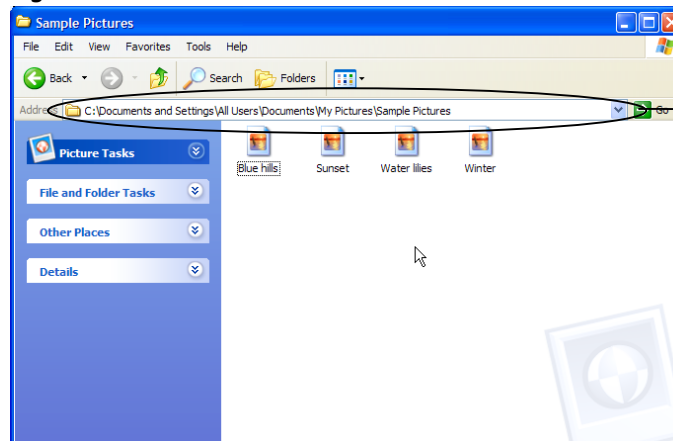 Sample Pictures
File Edit View Favorites Tools Help
Back Search Folders
Address C:\Documents and Settings\All Users\Documents\My Pictures\Sample Pictures Go
Picture Tasks
Blue hills Sunset Water lilies Winter
File and Folder Tasks
Other Places
Details